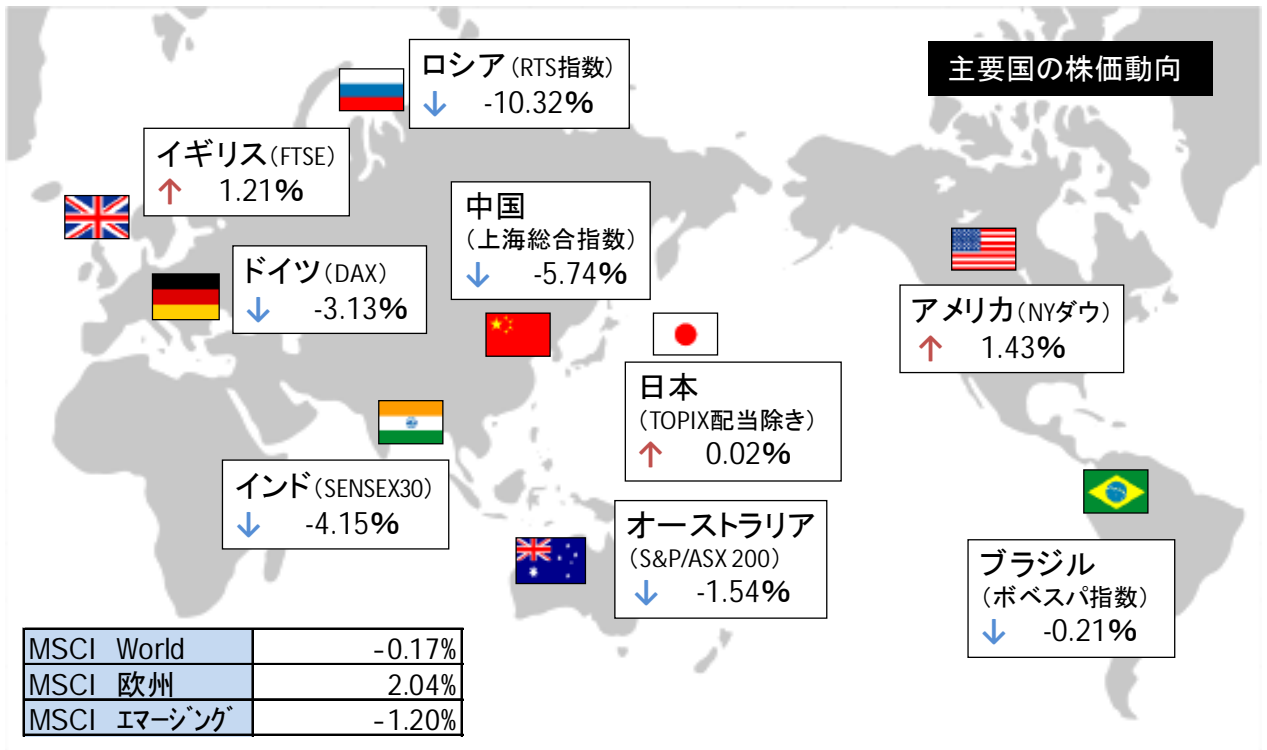 主要国の株価動向
ロシア(RTS指数)
↓ -10.32%
イギリス(FTSE)
↑ 1.21%
中国
(上海総合指数)
↓ -5.74%
ドイツ(DAX)
↓ -3.13%
アメリカ(NYダウ)
↑ 1.43%
日本
(TOPIX配当除き)
↑ 0.02%
インド(SENSEX30)
↓ -4.15%
オーストラリア
(S&P/ASX 200)
↓ -1.54%
ブラジル
(ボベスパ指数)
↓ -0.21%
MSCI World -0.17%
MSCI 欧州 2.04%
MSCI エマージング -1.20%